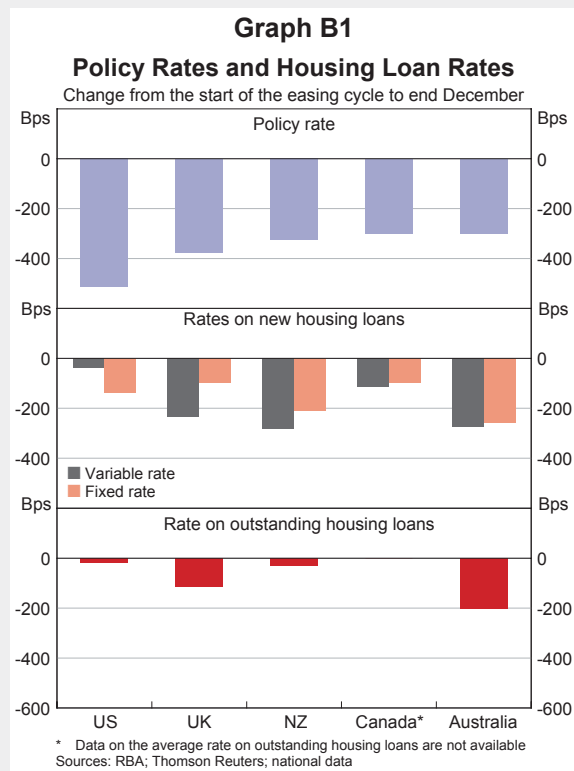 Graph B1
Policy Rates and Housing Loan Rates
Change from the start of the easing cycle to end December
Bps Bps
Policy rate
0 0
-200 -200
-400 -400
Bps Bps
Rates on new housing loans
0 0
-200 -200
-400 -400
Variable rate
Fixed rate
Bps Bps
Rate on outstanding housing loans
0 0
-200 -200
-400 -400
-600 -600
US UK NZ Canada* Australia
* Data on the average rate on outstanding housing loans are not available
Sources: RBA; Thomson Reuters; national data